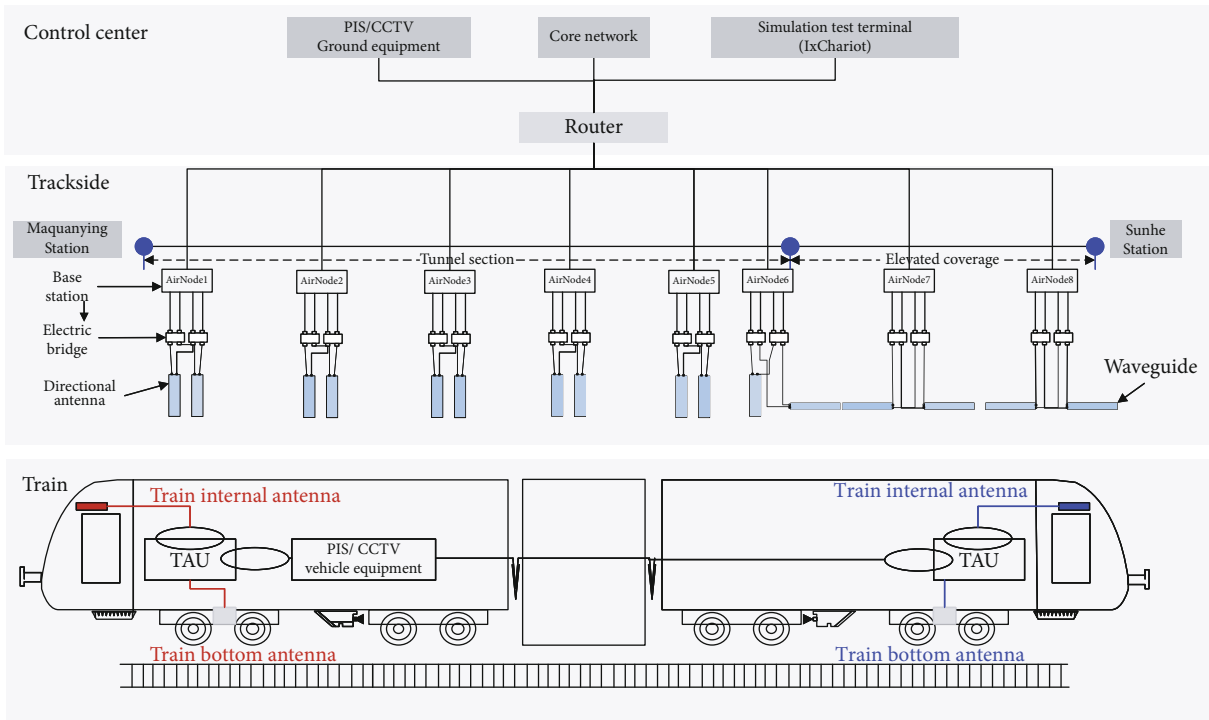 Control center
PIS/CCTV
Ground equipment
Core network
Simulation test terminal
(IxChariot)
Router
Trackside
Maquanying
Station
Sunhe
Station
Tunnel section
Elevated coverage
Base
station
AirNode1
AirNode2
AirNode3
AirNode4
AirNode5
AirNode6
AirNode7
AirNode8
Electric
bridge
Directional
antenna
Waveguide
Train
Train internal antenna
Train internal antenna
TAU
PIS/ CCTV
vehicle equipment
TAU
Train bottom antenna
Train bottom antenna